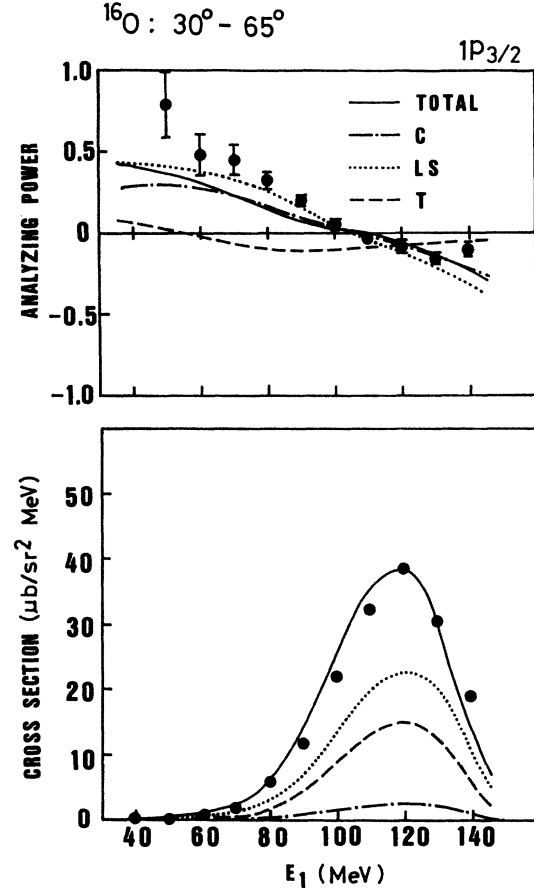 ¹⁶O : 30° – 65°
1P₃/₂
1.0
0.5
0
−0.5
−1.0
ANALYZING POWER
TOTAL
C
LS
T
50
40
30
20
10
0
CROSS SECTION (μb/sr² MeV)
40 60 80 100 120 140
E₁ (MeV)